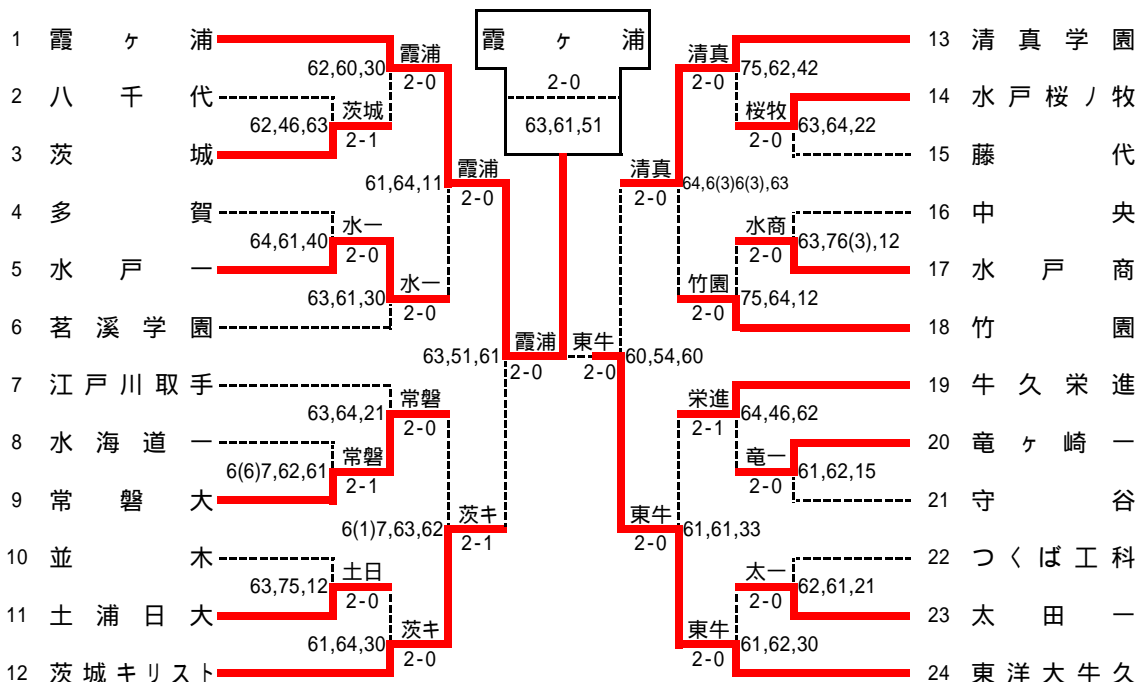 霞ヶ浦
2-0
63,61,51
1 霞ヶ浦
2 八千代
3 茨城
4 多賀
5 水戸一
6 茗溪学園
7 江戸川取手
8 水海道一
9 常磐大
10 並木
11 土浦日大
12 茨城キリスト
62,60,30 霞浦 2-0
62,46,63 茨城 2-1
61,64,11 霞浦 2-0
64,61,40 水一 2-0
63,61,30 水一 2-0
63,51,61 霞浦 2-0
63,64,21 常磐 2-0
6(6)7,62,61 常磐 2-1
6(1)7,63,62 茨キ 2-1
63,75,12 土日 2-0
61,64,30 茨キ 2-0
清真 2-0 75,62,42
桜牧 2-0 63,64,22
清真 2-0 64,6(3)6(3),63
水商 2-0 63,76(3),12
竹園 2-0 75,64,12
東牛 2-0 60,54,60
栄進 2-1 64,46,62
竜一 2-0 61,62,15
東牛 2-0 61,61,33
太一 2-0 62,61,21
東牛 2-0 61,62,30
13 清真学園
14 水戸桜ノ牧
15 藤代
16 中央
17 水戸商
18 竹園
19 牛久栄進
20 竜ヶ崎一
21 守谷
22 つくば工科
23 太田一
24 東洋大牛久